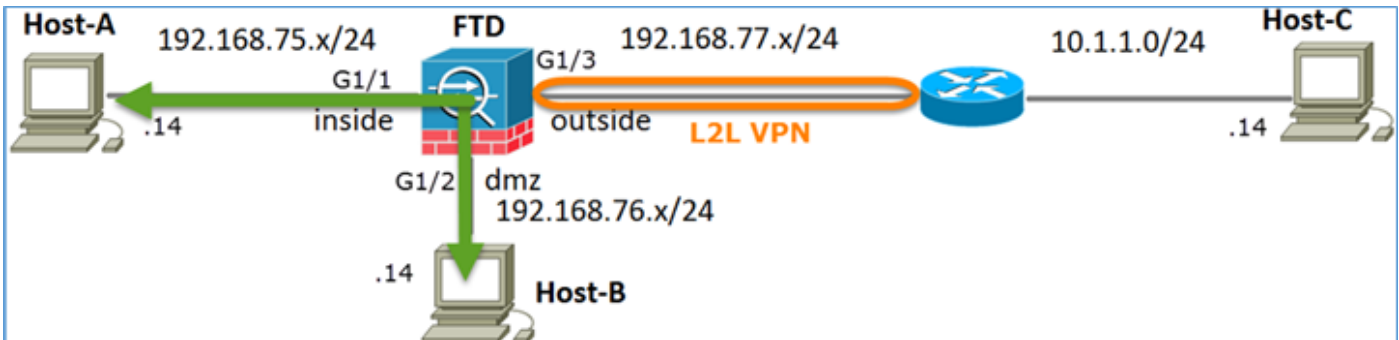 Host-A
192.168.75.x/24
FTD
192.168.77.x/24
10.1.1.0/24
Host-C
G1/1
G1/3
.14
inside
outside
L2L VPN
.14
G1/2
dmz
192.168.76.x/24
.14
Host-B